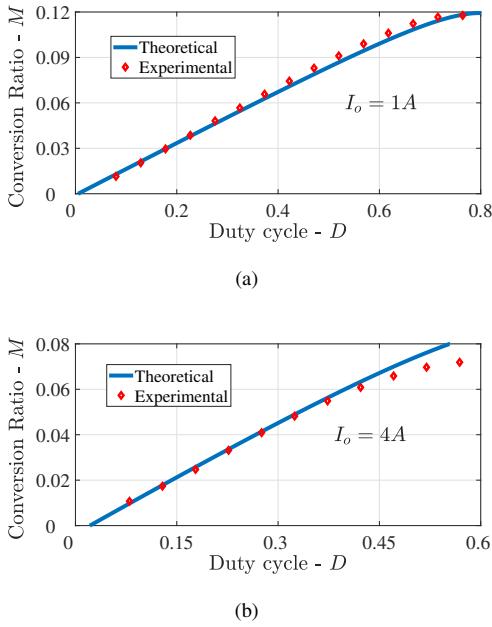 0.12
0.09
0.06
0.03
0
Conversion Ratio - M
Theoretical
Experimental
I_o = 1A
0 0.2 0.4 0.6 0.8
Duty cycle - D
(a)
0.08
0.06
0.04
0.02
0
Conversion Ratio - M
Theoretical
Experimental
I_o = 4A
0 0.15 0.3 0.45 0.6
Duty cycle - D
(b)